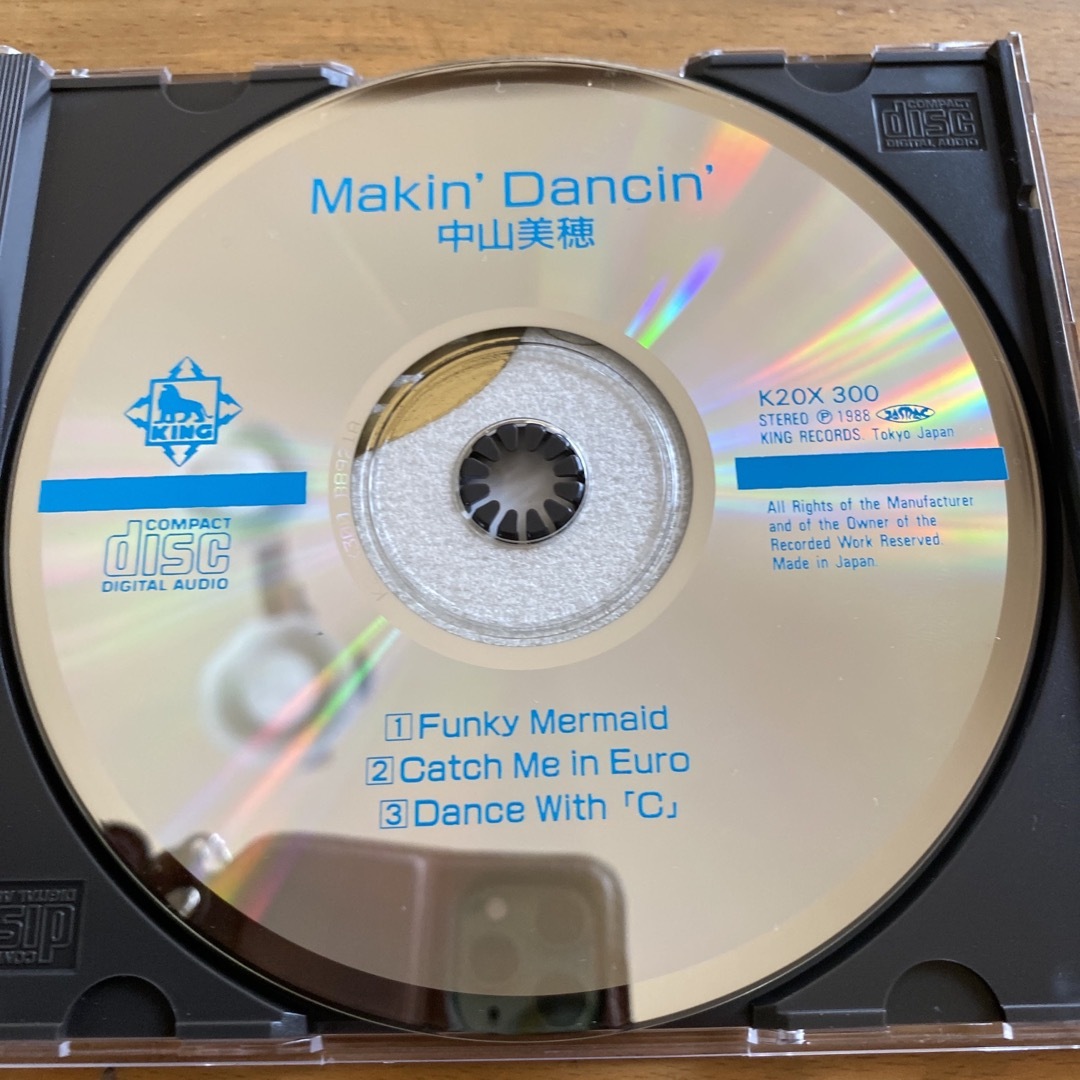 Makin' Dancin'
中山美穂
COMPACT
disc
DIGITAL AUDIO
KING
K20X 300
STEREO Ⓟ 1988 JASRAC
KING RECORDS. Tokyo Japan
COMPACT
disc
DIGITAL AUDIO
All Rights of the Manufacturer
and of the Owner of the
Recorded Work Reserved.
Made in Japan.
1 Funky Mermaid
2 Catch Me in Euro
3 Dance With「C」